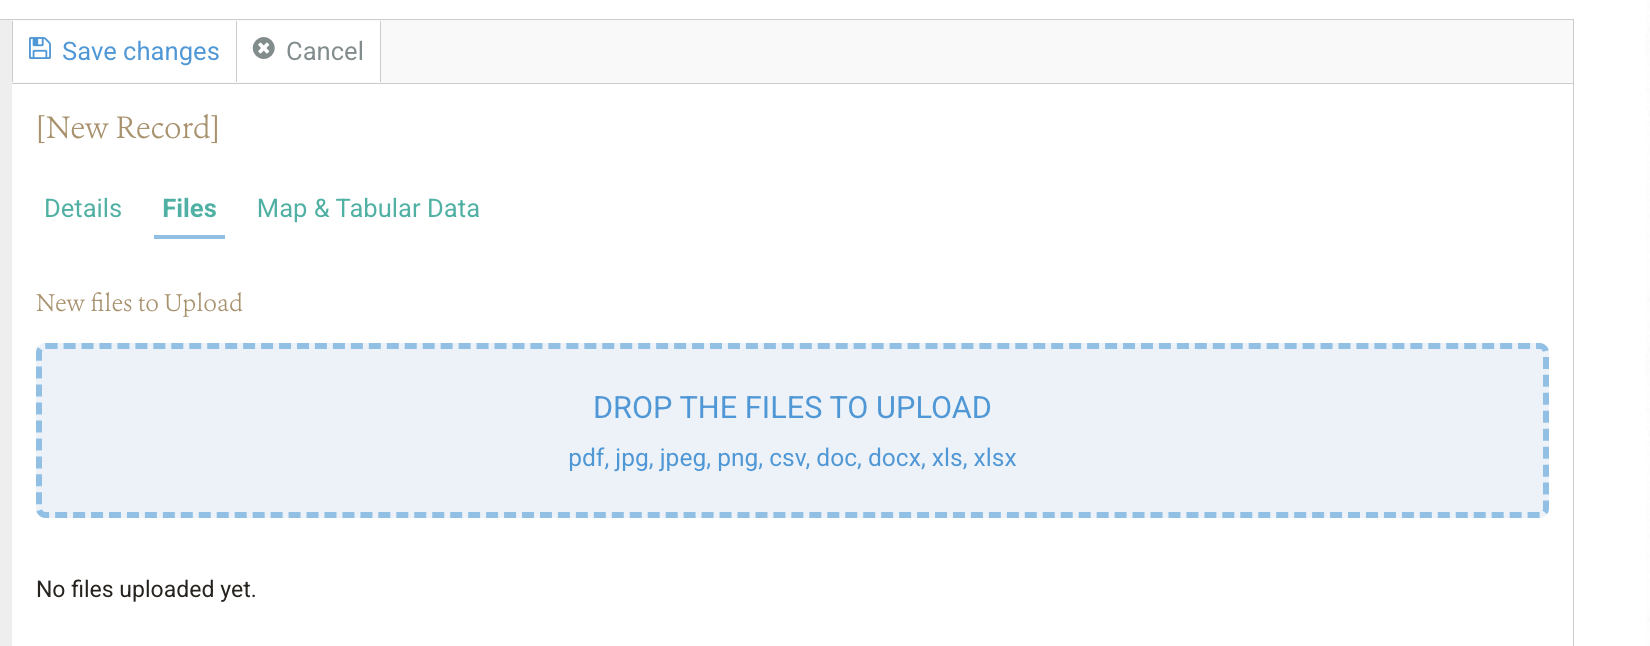 Save changes Cancel
[New Record]
Details Files Map & Tabular Data
New files to Upload
DROP THE FILES TO UPLOAD
pdf, jpg, jpeg, png, csv, doc, docx, xls, xlsx
No files uploaded yet.